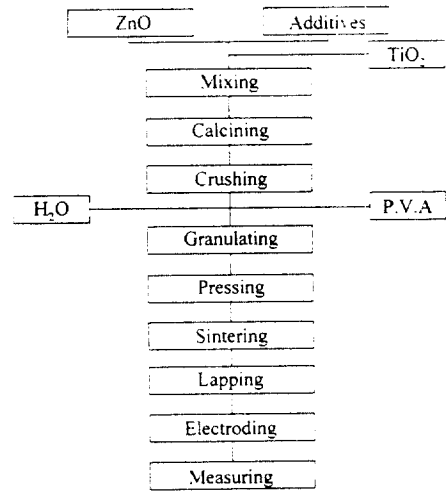 ZnO
Additives
TiO₂
Mixing
Calcining
Crushing
H₂O
P.V.A
Granulating
Pressing
Sintering
Lapping
Electroding
Measuring